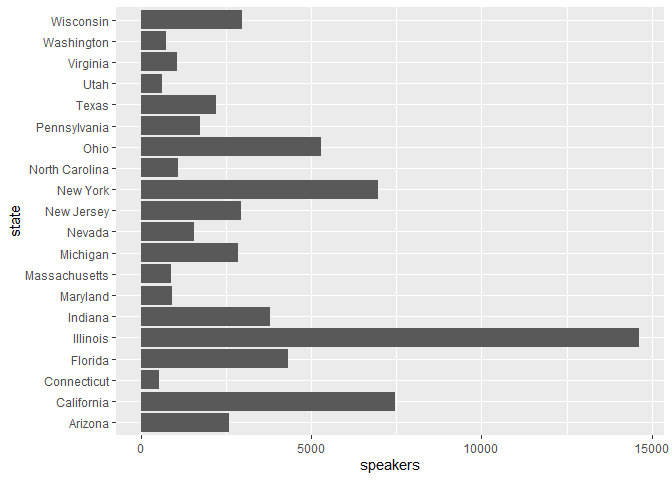 Wisconsin
Washington
Virginia
Utah
Texas
Pennsylvania
Ohio
North Carolina
New York
New Jersey
Nevada
Michigan
Massachusetts
Maryland
Indiana
Illinois
Florida
Connecticut
California
Arizona
state
0 5000 10000 15000
speakers